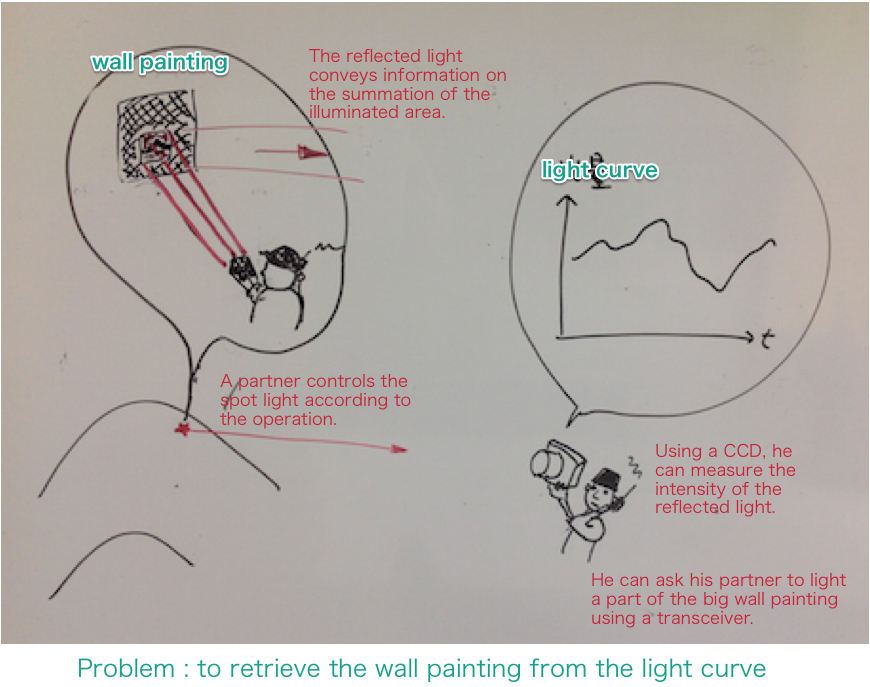 wall painting
The reflected light
conveys information on
the summation of the
illuminated area.
light curve
t
A partner controls the
spot light according to
the operation.
Using a CCD, he
can measure the
intensity of the
reflected light.
He can ask his partner to light
a part of the big wall painting
using a transceiver.
Problem : to retrieve the wall painting from the light curve